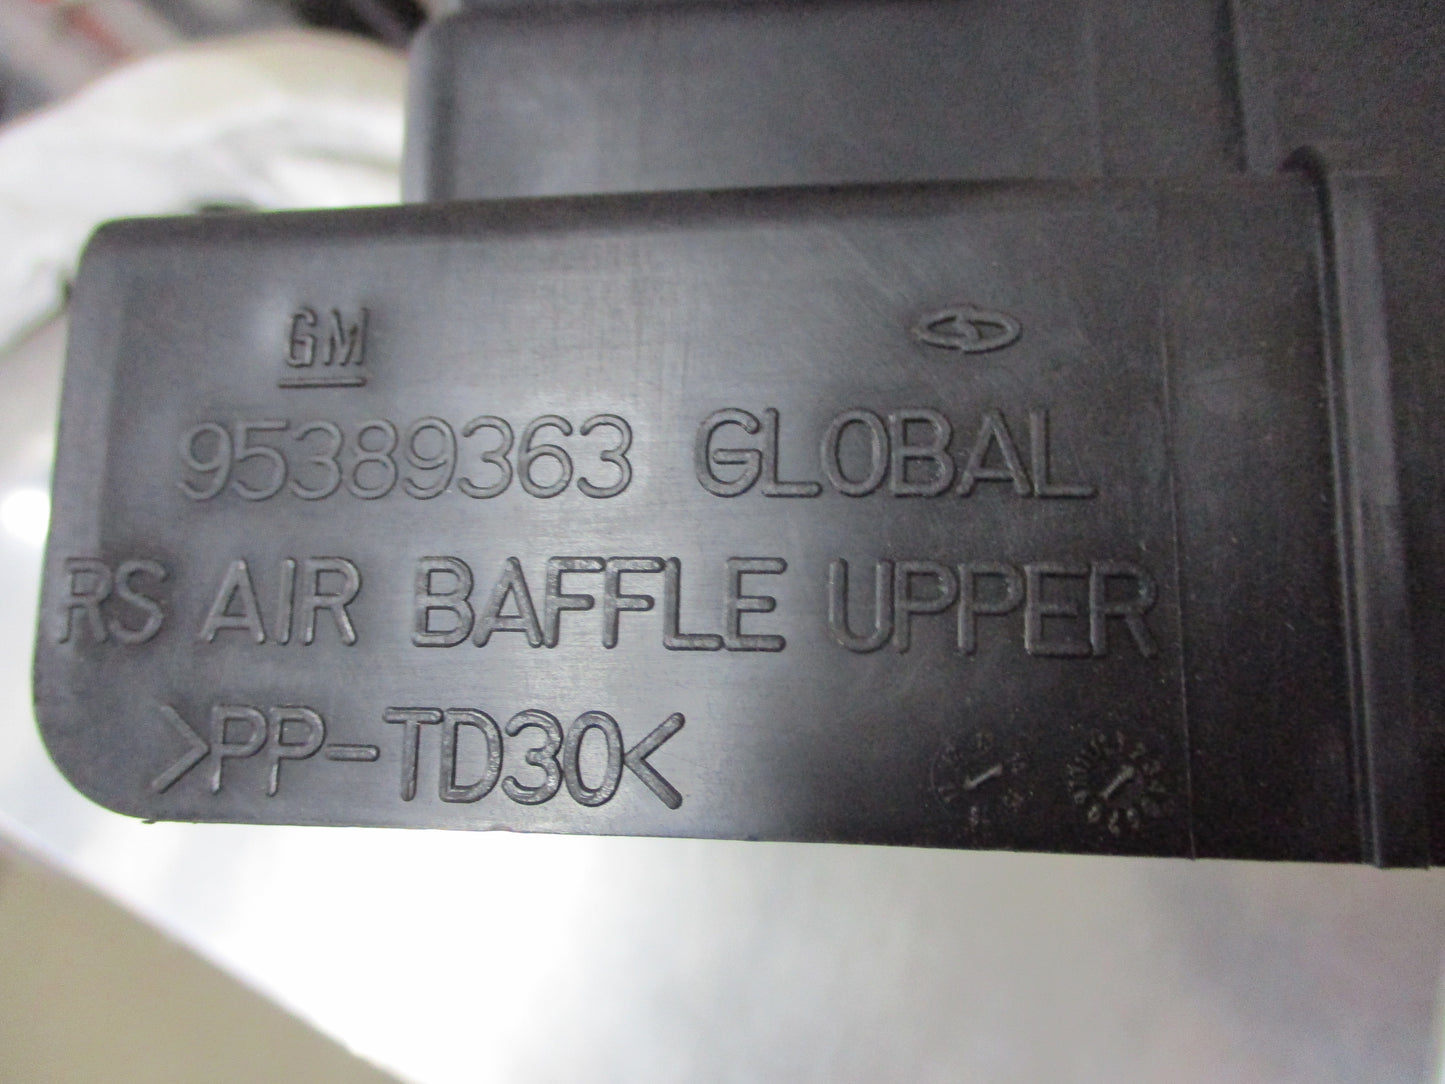 GM
95389363 GLOBAL
RS AIR BAFFLE UPPER
>PP-TD30<